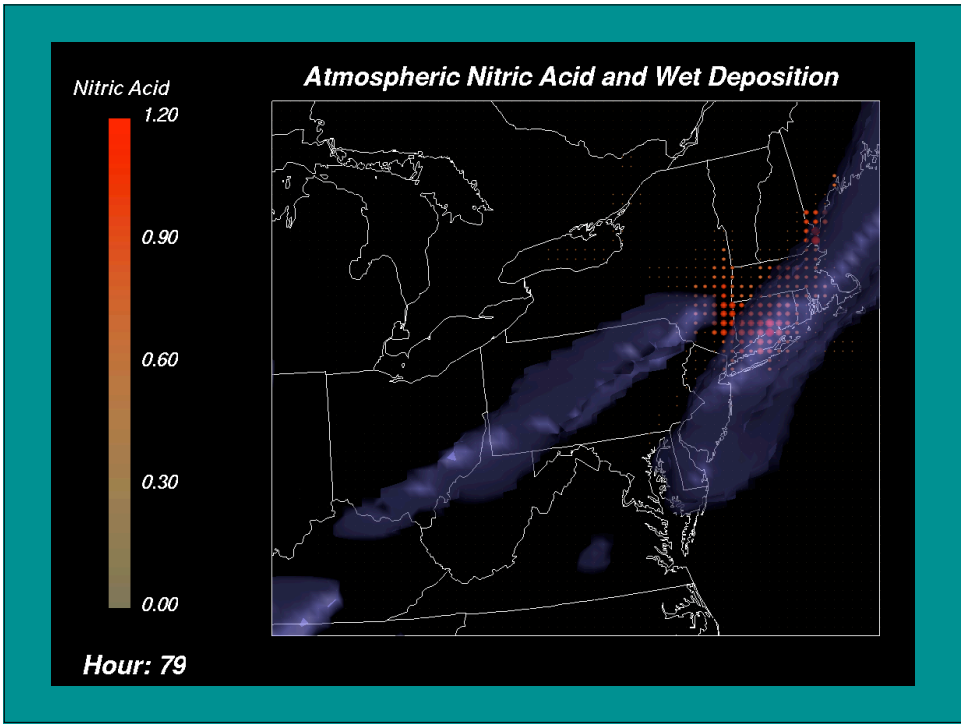 Atmospheric Nitric Acid and Wet Deposition
Nitric Acid
1.20
0.90
0.60
0.30
0.00
Hour: 79